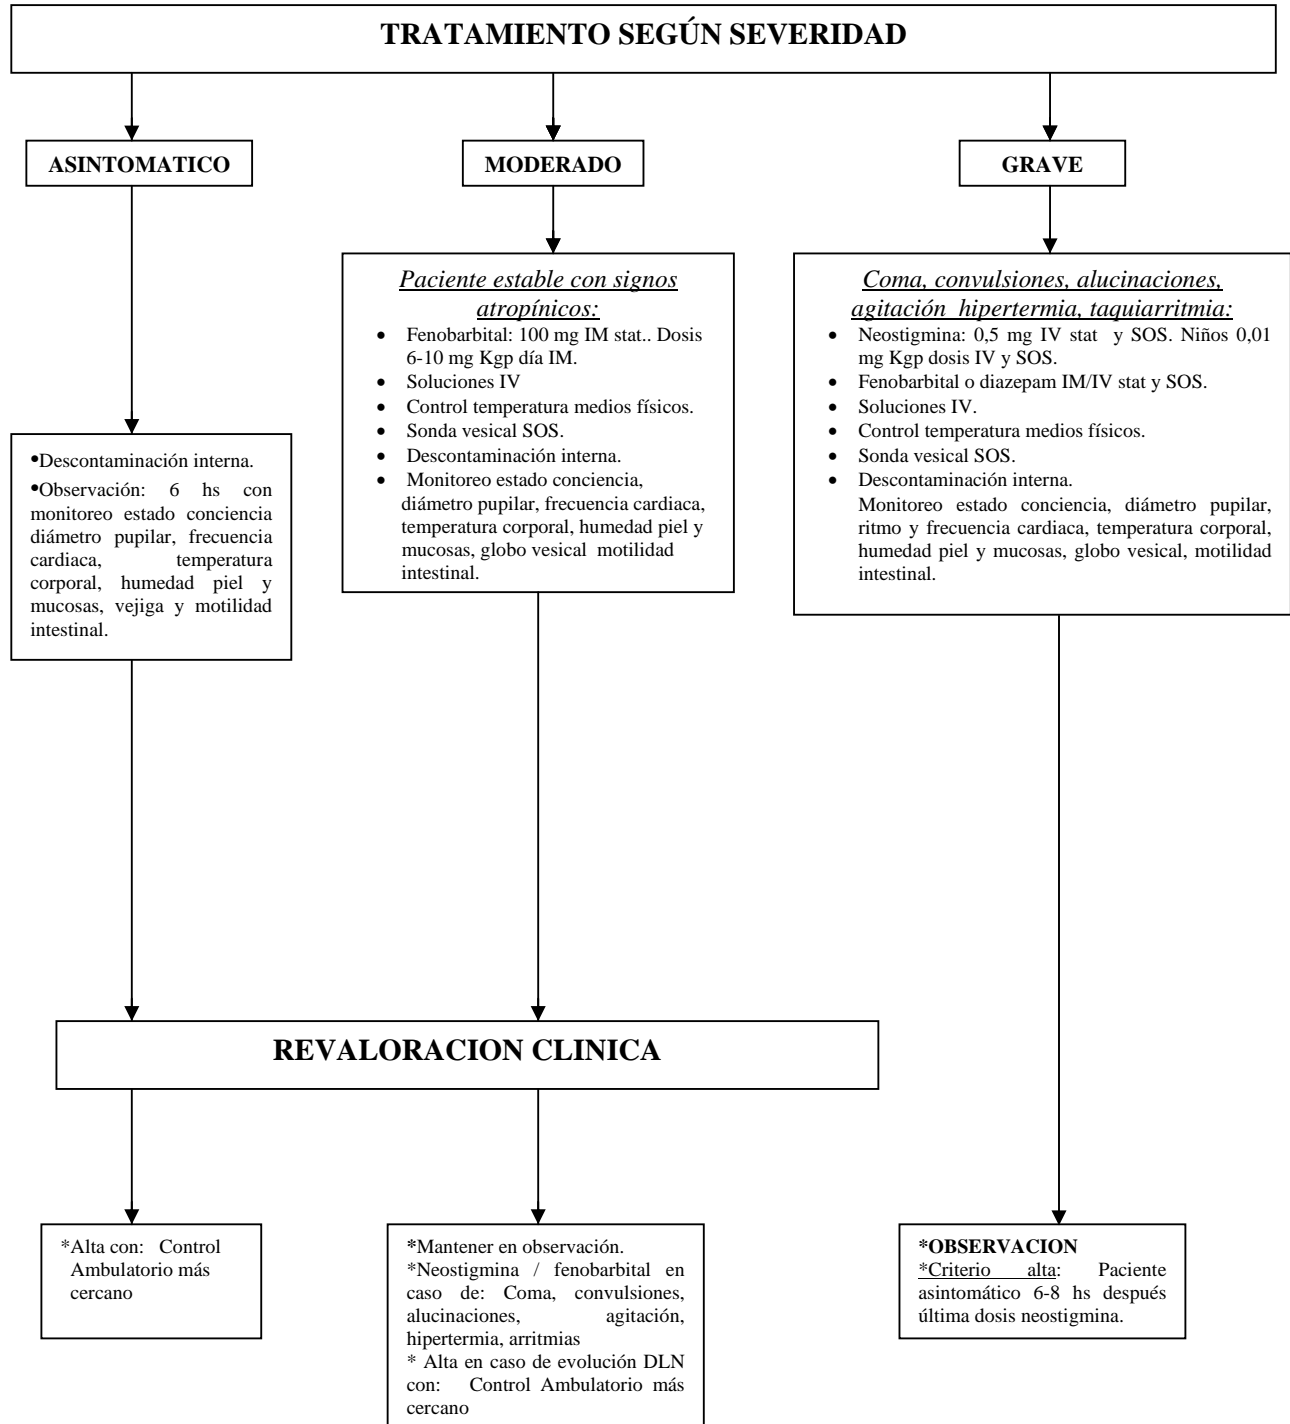 TRATAMIENTO SEGÚN SEVERIDAD
ASINTOMATICO
MODERADO
GRAVE
•Descontaminación interna.
•Observación: 6 hs con
monitoreo estado conciencia
diámetro pupilar, frecuencia
cardiaca, temperatura
corporal, humedad piel y
mucosas, vejiga y motilidad
intestinal.
Paciente estable con signos
atropínicos:
• Fenobarbital: 100 mg IM stat.. Dosis
6-10 mg Kgp día IM.
• Soluciones IV
• Control temperatura medios físicos.
• Sonda vesical SOS.
• Descontaminación interna.
• Monitoreo estado conciencia,
diámetro pupilar, frecuencia cardiaca,
temperatura corporal, humedad piel y
mucosas, globo vesical motilidad
intestinal.
Coma, convulsiones, alucinaciones,
agitación hipertermia, taquiarritmia:
• Neostigmina: 0,5 mg IV stat y SOS. Niños 0,01
mg Kgp dosis IV y SOS.
• Fenobarbital o diazepam IM/IV stat y SOS.
• Soluciones IV.
• Control temperatura medios físicos.
• Sonda vesical SOS.
• Descontaminación interna.
Monitoreo estado conciencia, diámetro pupilar,
ritmo y frecuencia cardiaca, temperatura corporal,
humedad piel y mucosas, globo vesical, motilidad
intestinal.
REVALORACION CLINICA
*Alta con: Control
Ambulatorio más
cercano
*Mantener en observación.
*Neostigmina / fenobarbital en
caso de: Coma, convulsiones,
alucinaciones, agitación,
hipertermia, arritmias
* Alta en caso de evolución DLN
con: Control Ambulatorio más
cercano
*OBSERVACION
*Criterio alta: Paciente
asintomático 6-8 hs después
última dosis neostigmina.